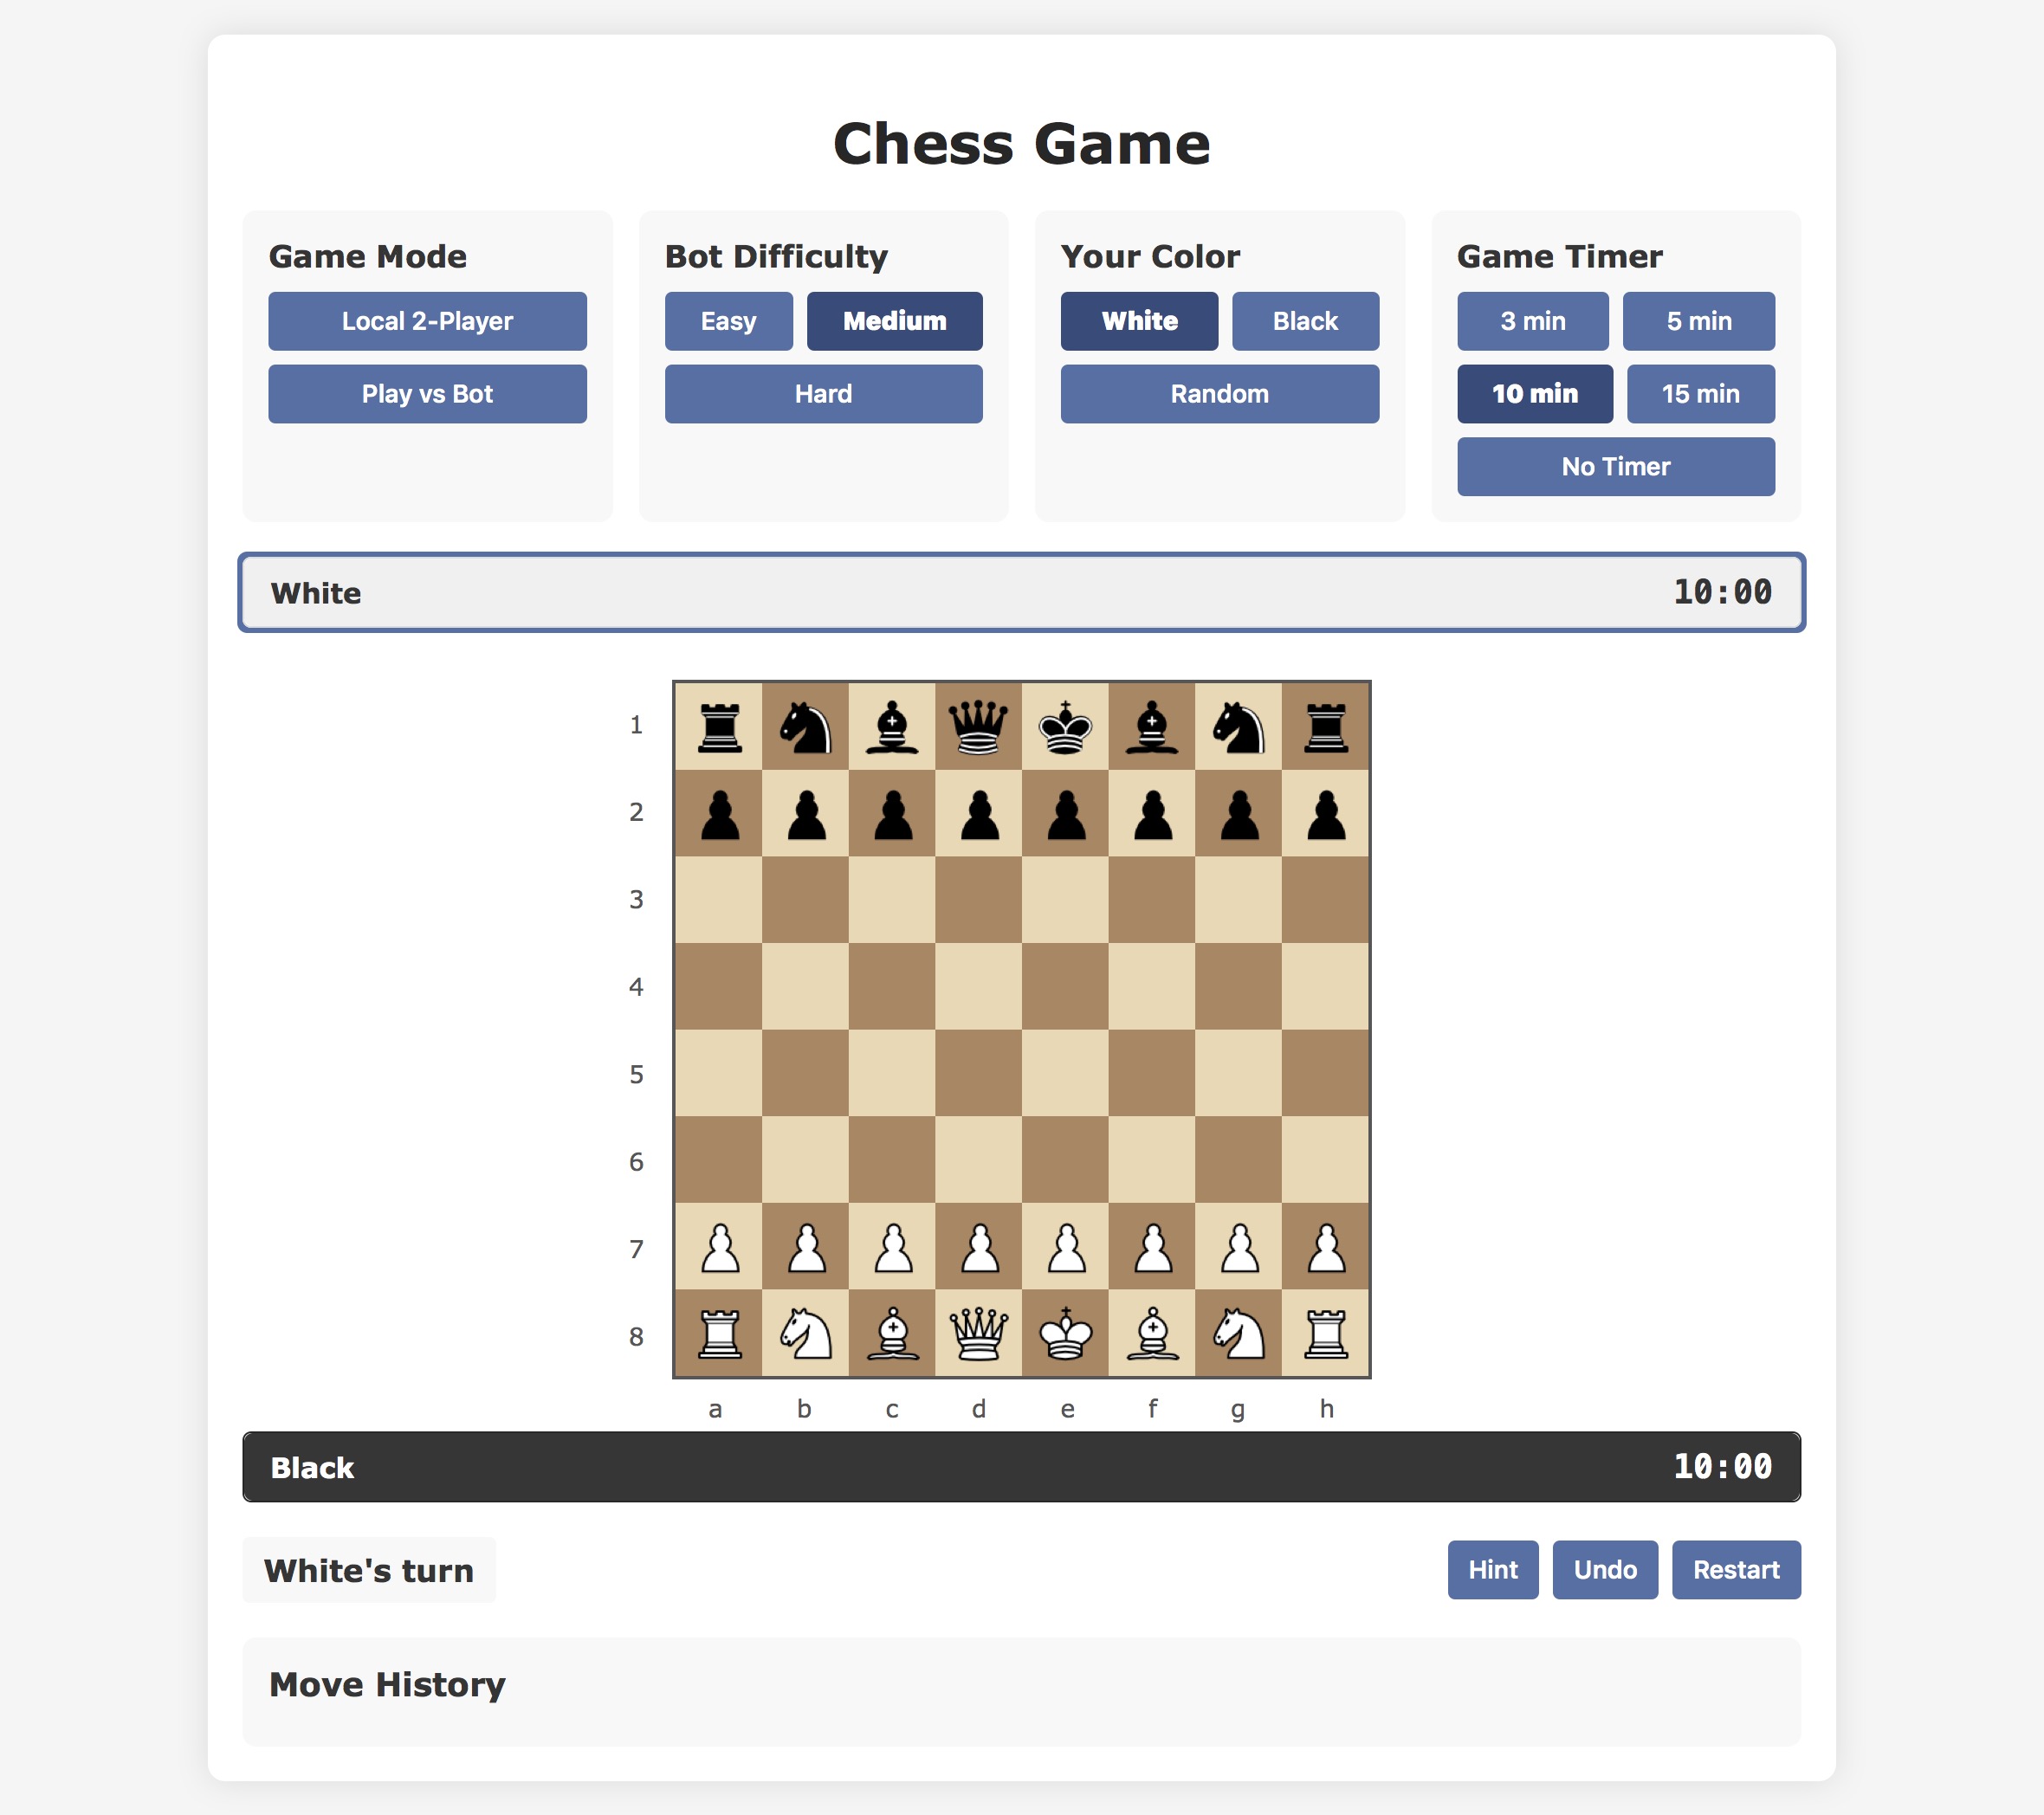 Chess Game
Game Mode
Local 2-Player
Play vs Bot
Bot Difficulty
Easy Medium
Hard
Your Color
White Black
Random
Game Timer
3 min 5 min
10 min 15 min
No Timer
White 10:00
1
2
3
4
5
6
7
8
a b c d e f g h
Black 10:00
White's turn Hint Undo Restart
Move History